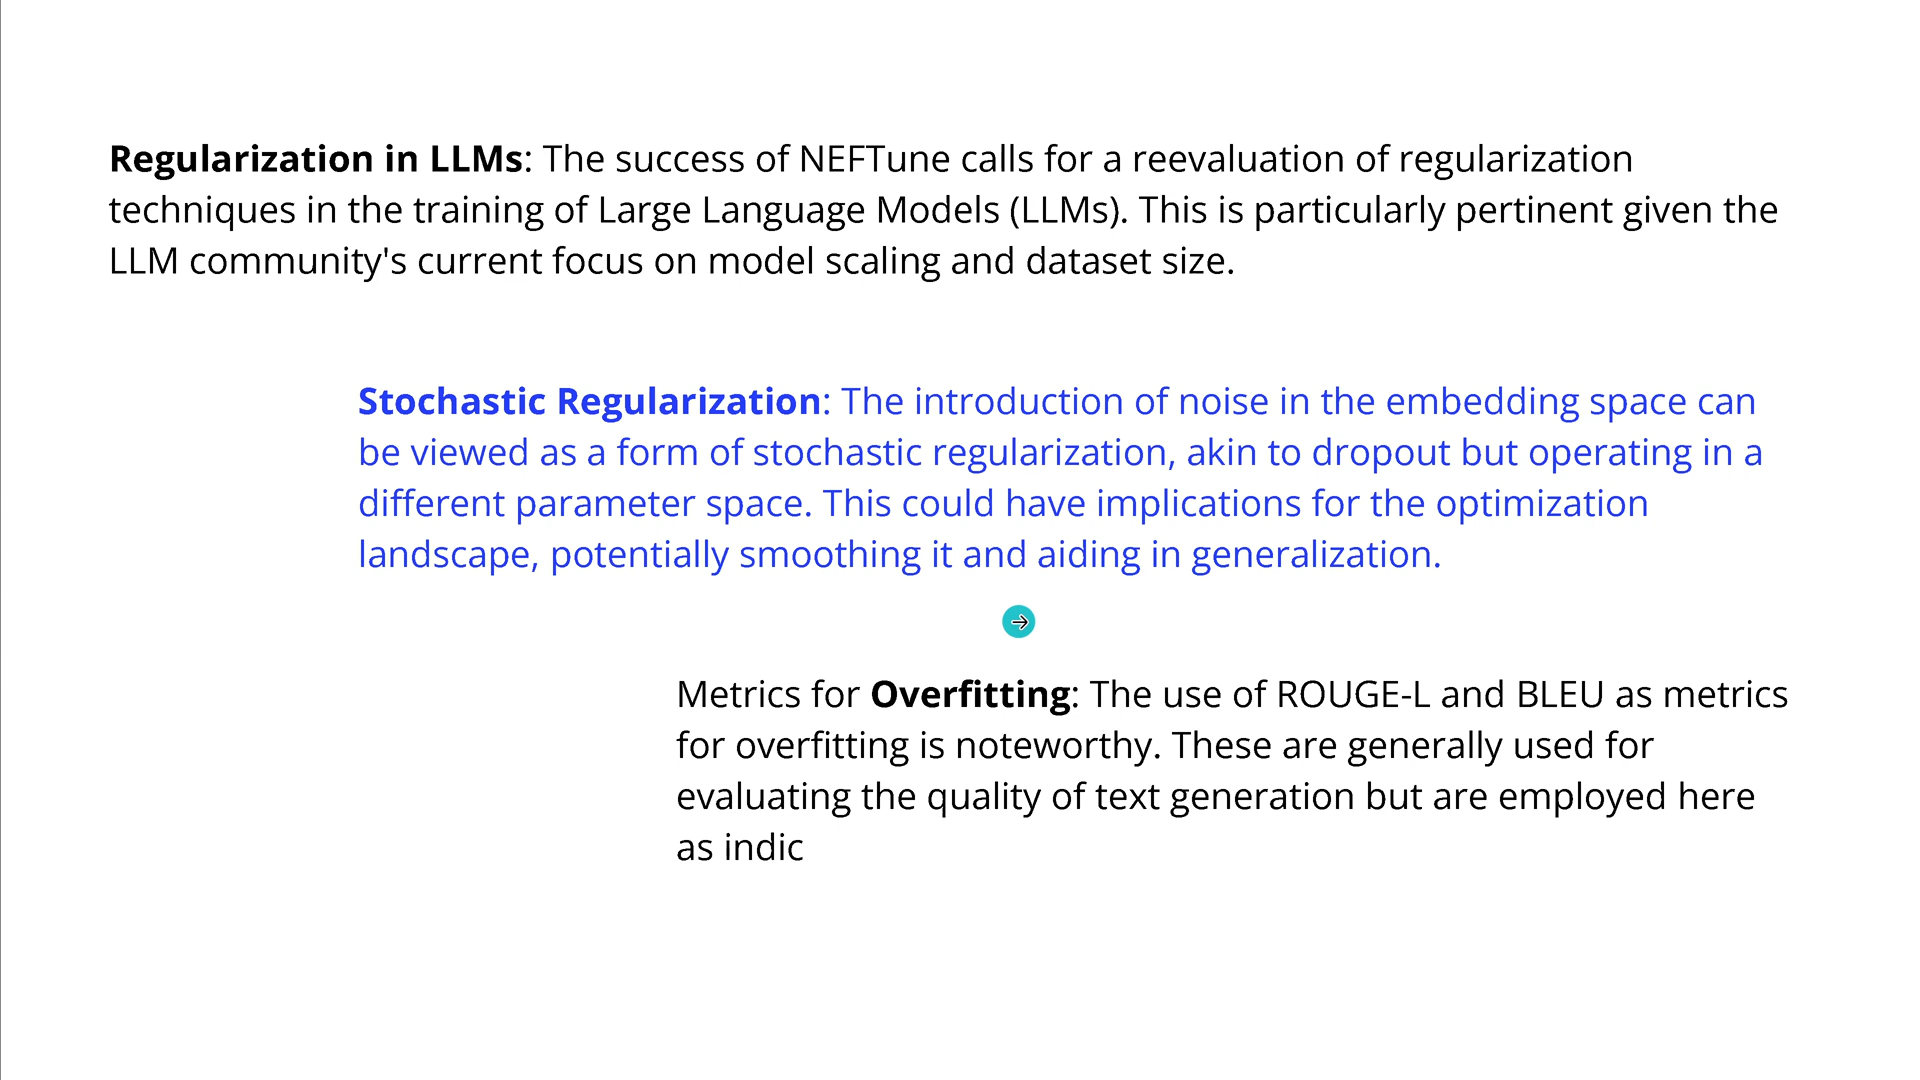 Regularization in LLMs: The success of NEFTune calls for a reevaluation of regularization
techniques in the training of Large Language Models (LLMs). This is particularly pertinent given the
LLM community's current focus on model scaling and dataset size.
Stochastic Regularization: The introduction of noise in the embedding space can
be viewed as a form of stochastic regularization, akin to dropout but operating in a
different parameter space. This could have implications for the optimization
landscape, potentially smoothing it and aiding in generalization.
Metrics for Overfitting: The use of ROUGE-L and BLEU as metrics
for overfitting is noteworthy. These are generally used for
evaluating the quality of text generation but are employed here
as indic